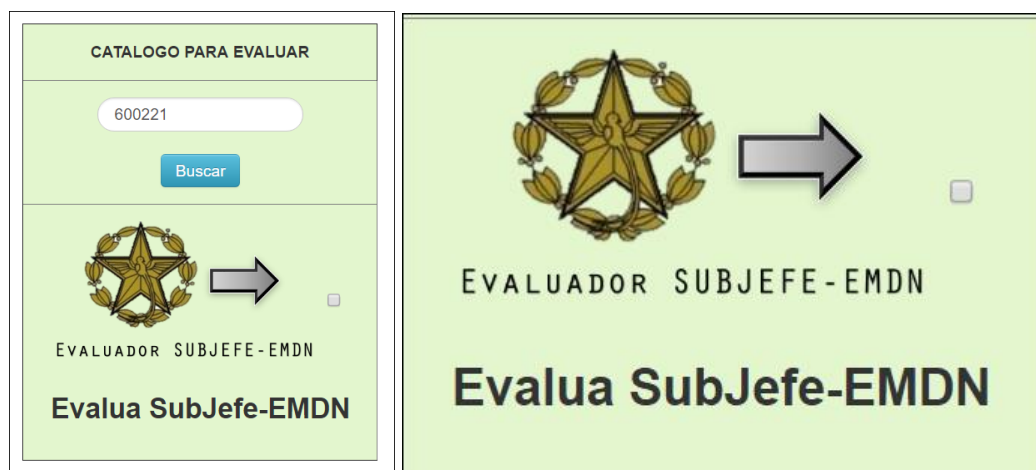 CATALOGO PARA EVALUAR
600221
Buscar
EVALUADOR SUBJEFE-EMDN
Evalua SubJefe-EMDN
EVALUADOR SUBJEFE-EMDN
Evalua SubJefe-EMDN